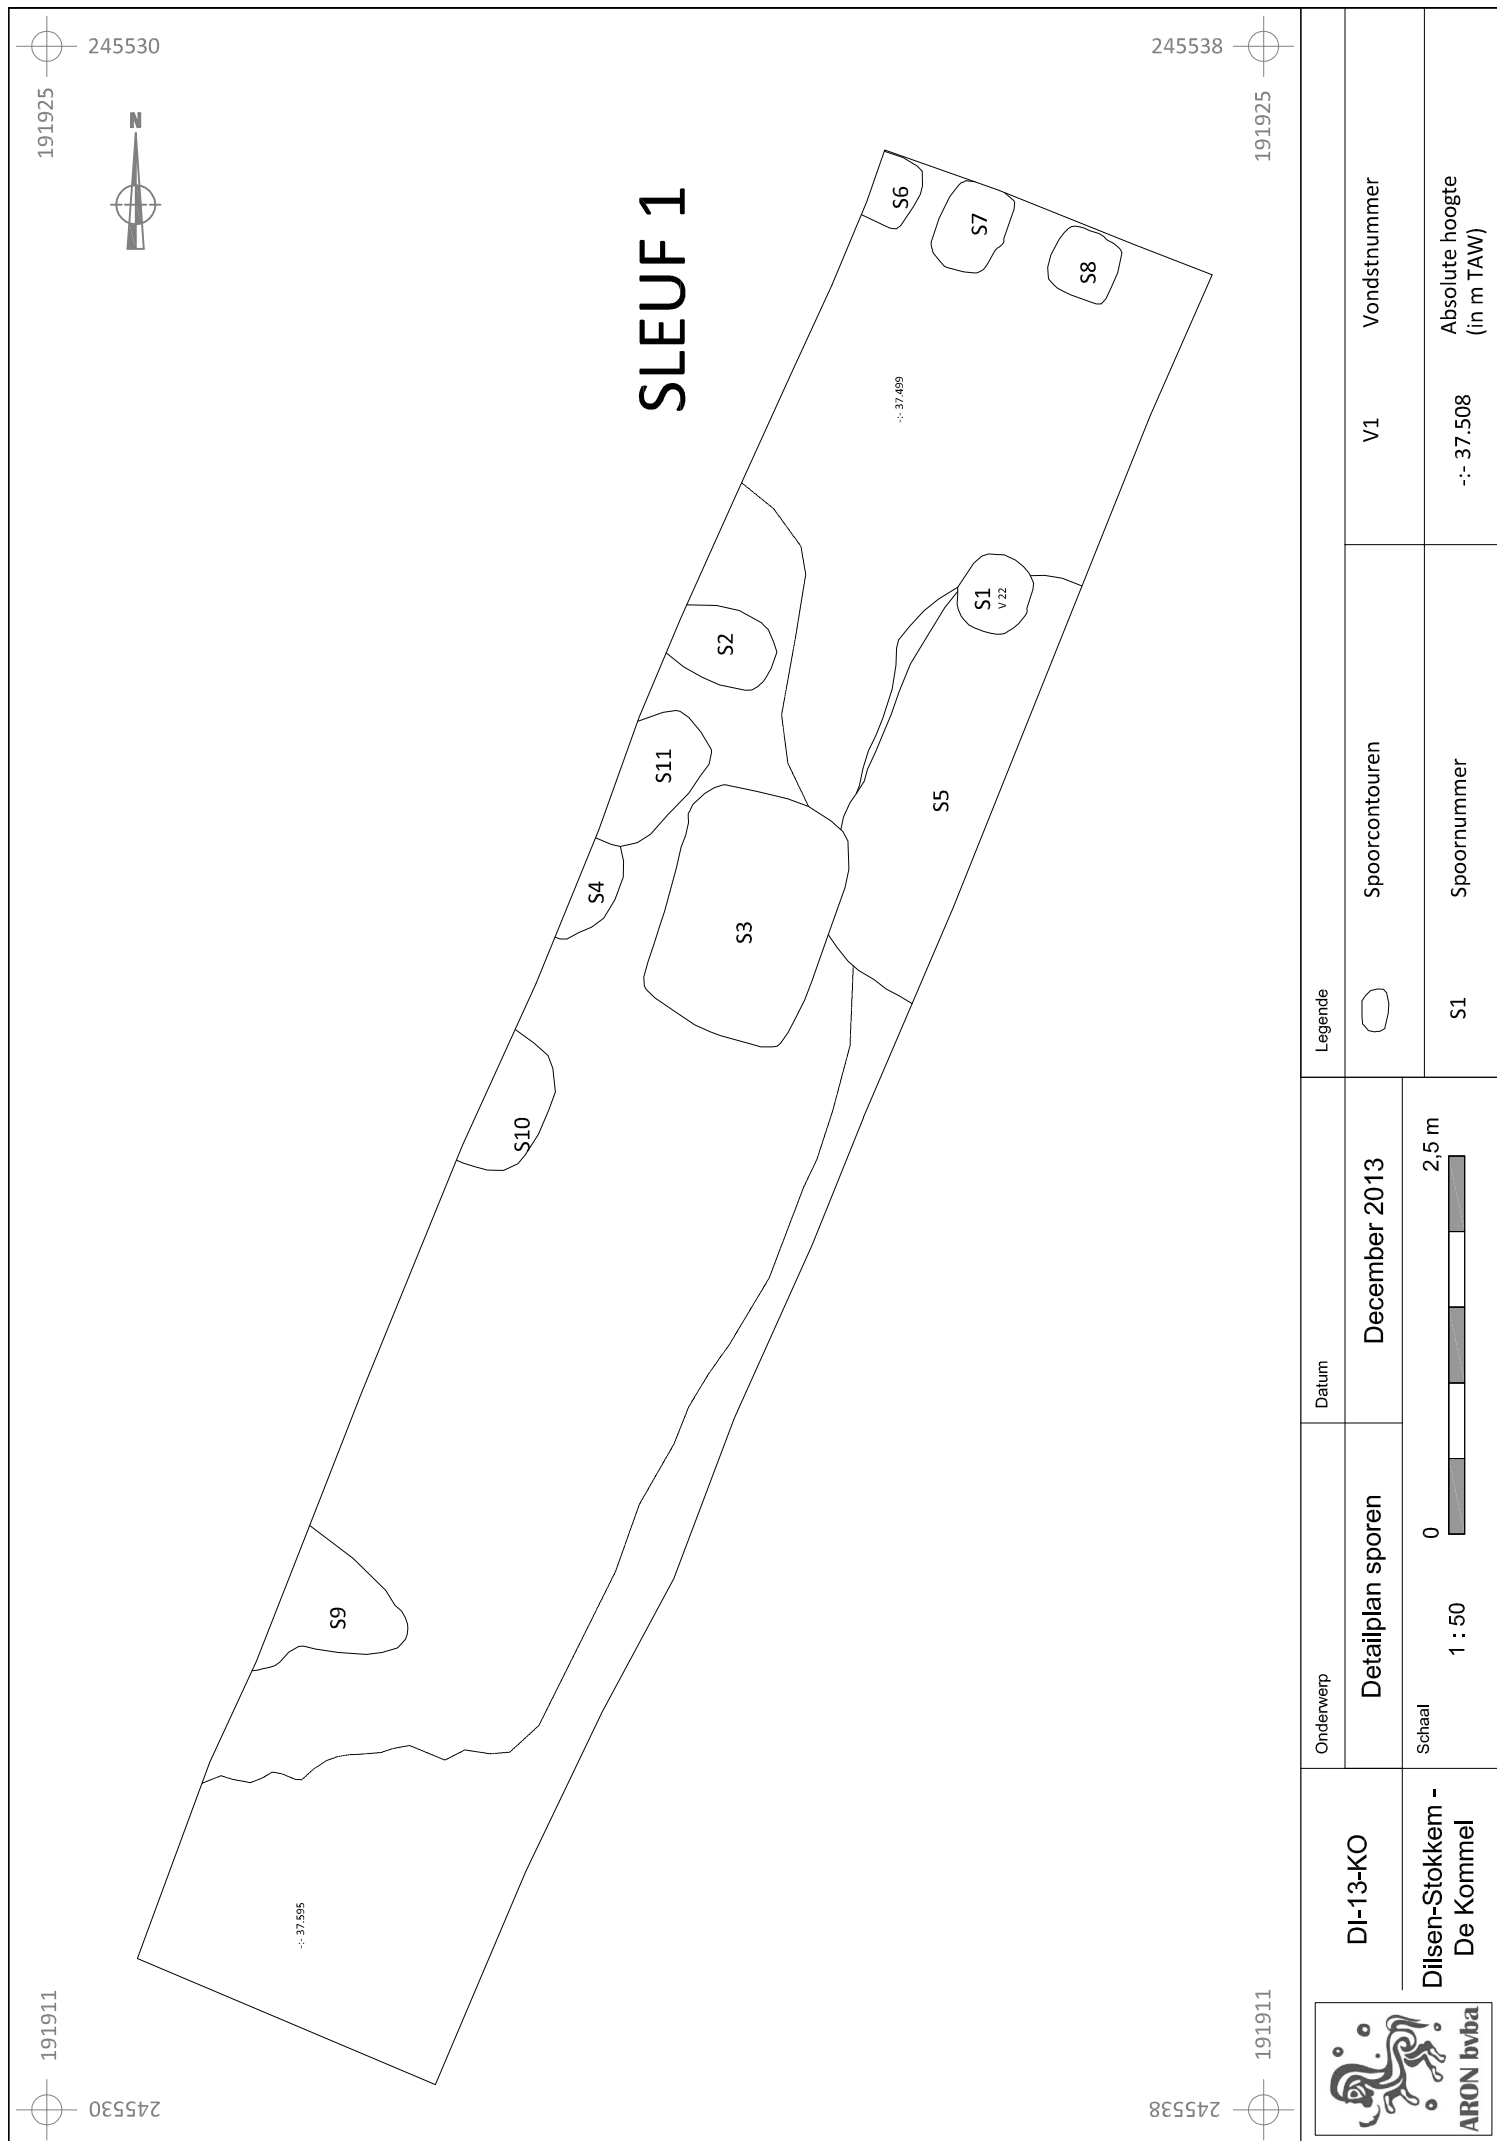 245530
245538
191925
191925
N
SLEUF 1
S6
S7
S8
-:- 37.499
S1
V 22
S2
S11
S5
S4
S3
S10
S9
-:- 37.595
191911
191911
245530
245538
Legende
Spoorcontouren
V1
Vondstnummer
S1
Spoornummer
-:- 37.508
Absolute hoogte
(in m TAW)
Onderwerp
Detailplan sporen
Datum
December 2013
Schaal
1 : 50
0
2,5 m
DI-13-KO
Dilsen-Stokkem -
De Kommel
ARON bvba